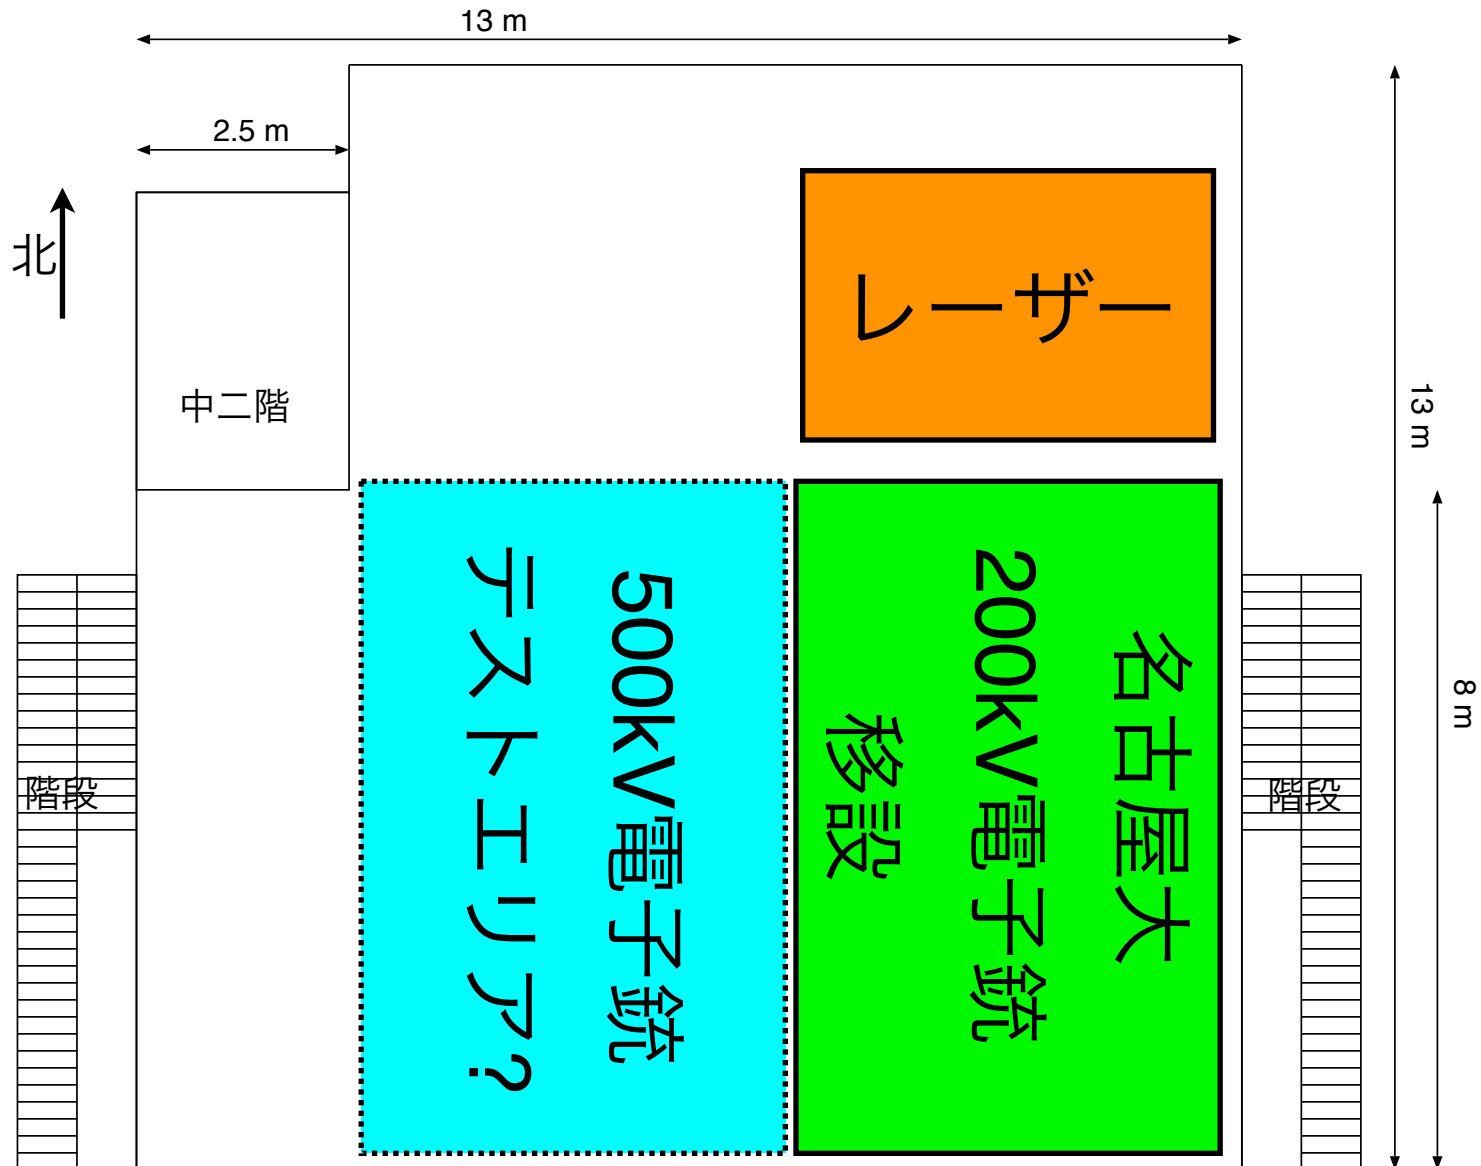 13 m
2.5 m
北
レーザー
中二階
13 m
名古屋大
200kV電子銃
移設
500kV電子銃
テストエリア?
8 m
階段
階段